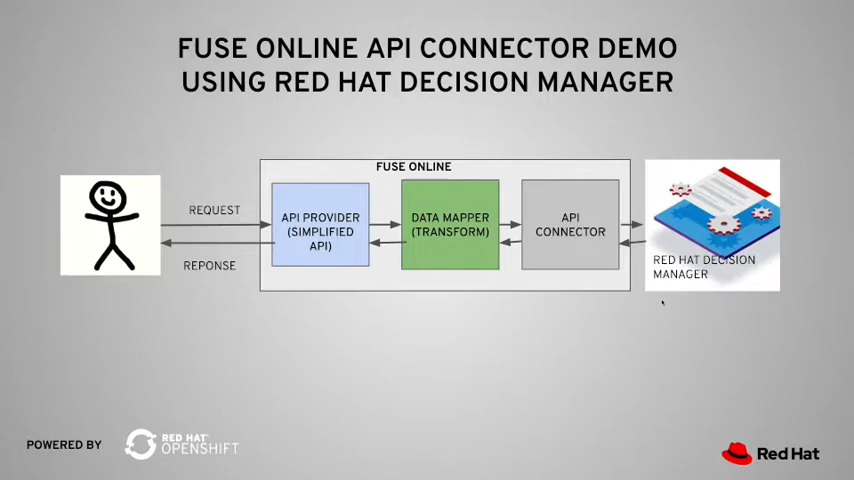 FUSE ONLINE API CONNECTOR DEMO
USING RED HAT DECISION MANAGER
FUSE ONLINE
REQUEST
REPONSE
API PROVIDER
(SIMPLIFIED
API)
DATA MAPPER
(TRANSFORM)
API
CONNECTOR
RED HAT DECISION
MANAGER
POWERED BY
RED HAT
OPENSHIFT
Red Hat